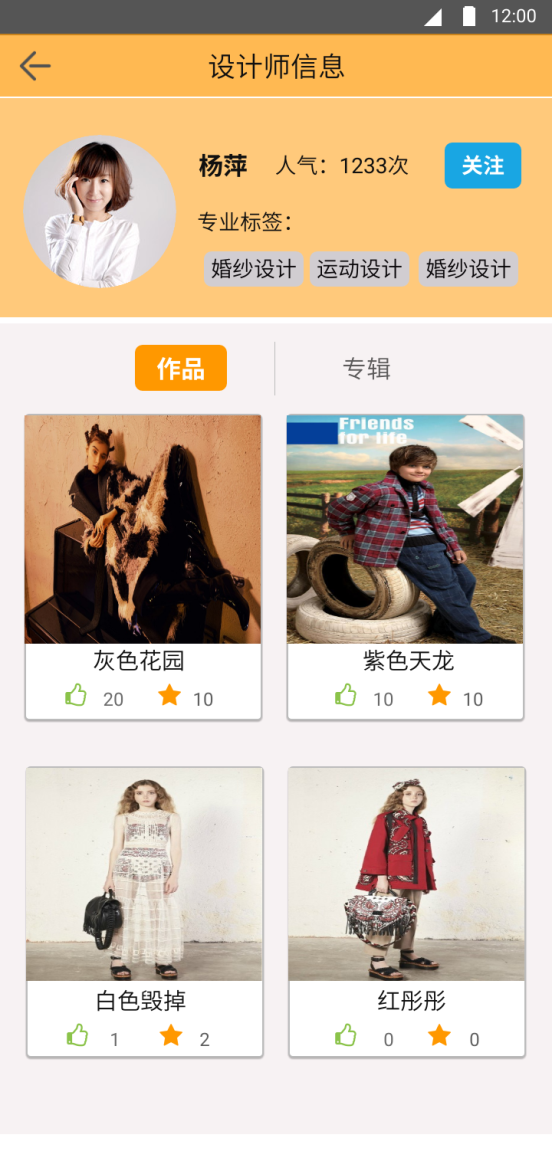 12:00
设计师信息
杨萍 人气：1233次 关注
专业标签：
婚纱设计 运动设计 婚纱设计
作品 专辑
Friends
for life
灰色花园 紫色天龙
20 10 10 10
白色毁掉 红彤彤
1 2 0 0